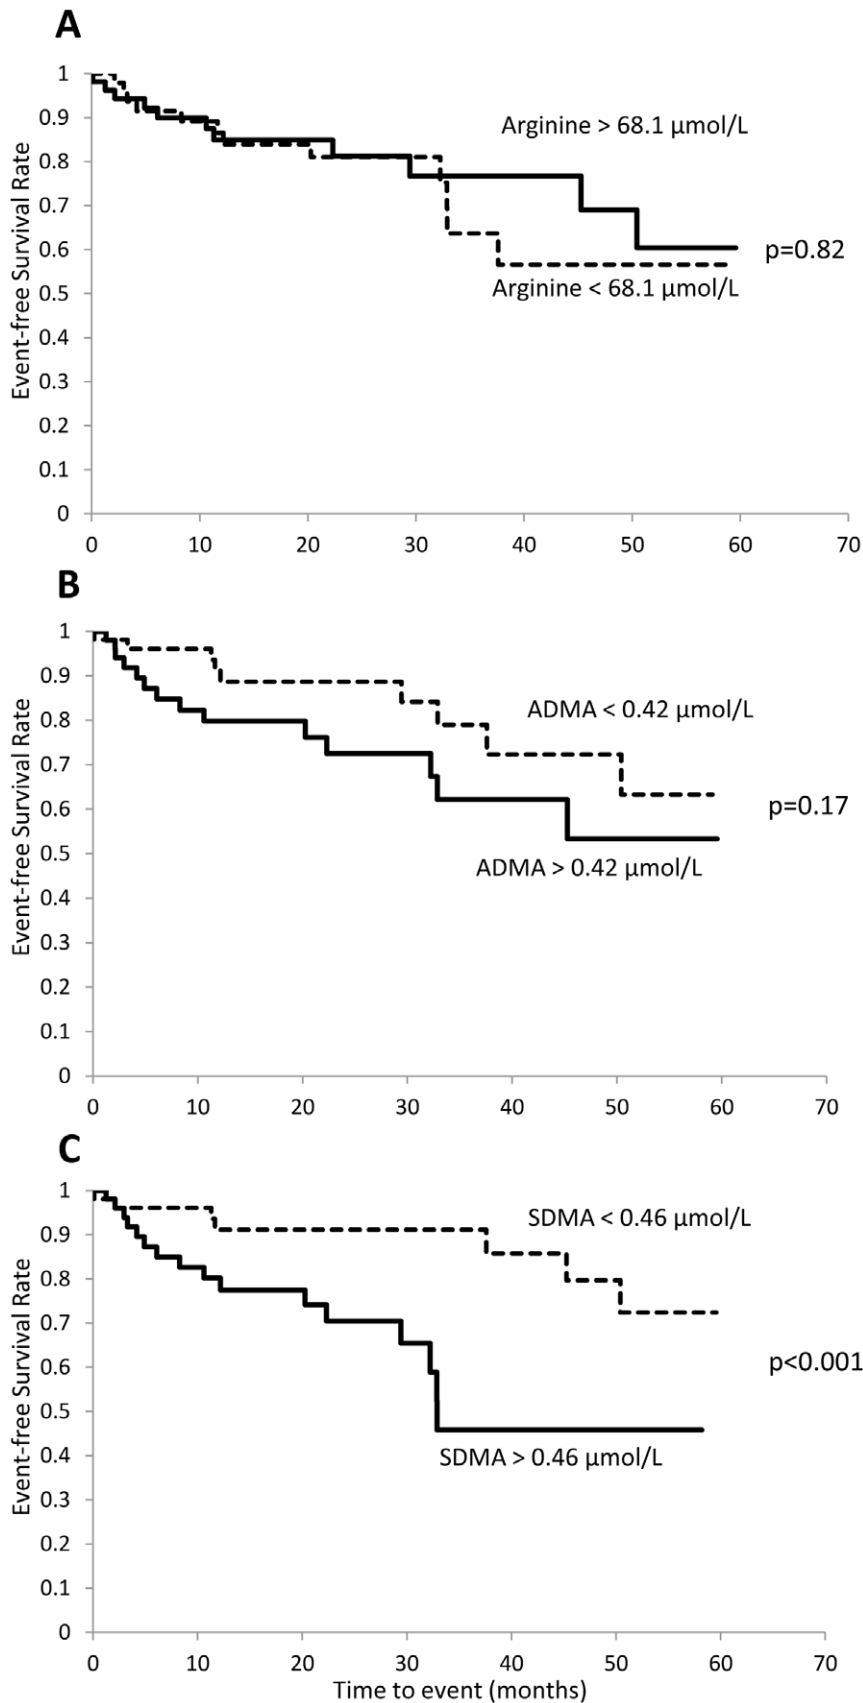 A
Event-free Survival Rate
1
0.9
0.8
0.7
0.6
0.5
0.4
0.3
0.2
0.1
0
Arginine > 68.1 µmol/L
p=0.82
Arginine < 68.1 µmol/L
0 10 20 30 40 50 60 70
B
Event-free Survival Rate
1
0.9
0.8
0.7
0.6
0.5
0.4
0.3
0.2
0.1
0
ADMA < 0.42 µmol/L
p=0.17
ADMA > 0.42 µmol/L
0 10 20 30 40 50 60 70
C
Event-free Survival Rate
1
0.9
0.8
0.7
0.6
0.5
0.4
0.3
0.2
0.1
0
SDMA < 0.46 µmol/L
p<0.001
SDMA > 0.46 µmol/L
0 10 20 30 40 50 60 70
Time to event (months)